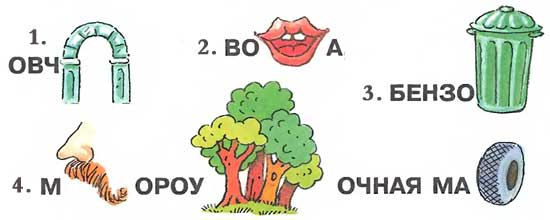 1.
ОВЧ
2. ВО А
3. БЕНЗО
4. М ОРОУ ОЧНАЯ МА